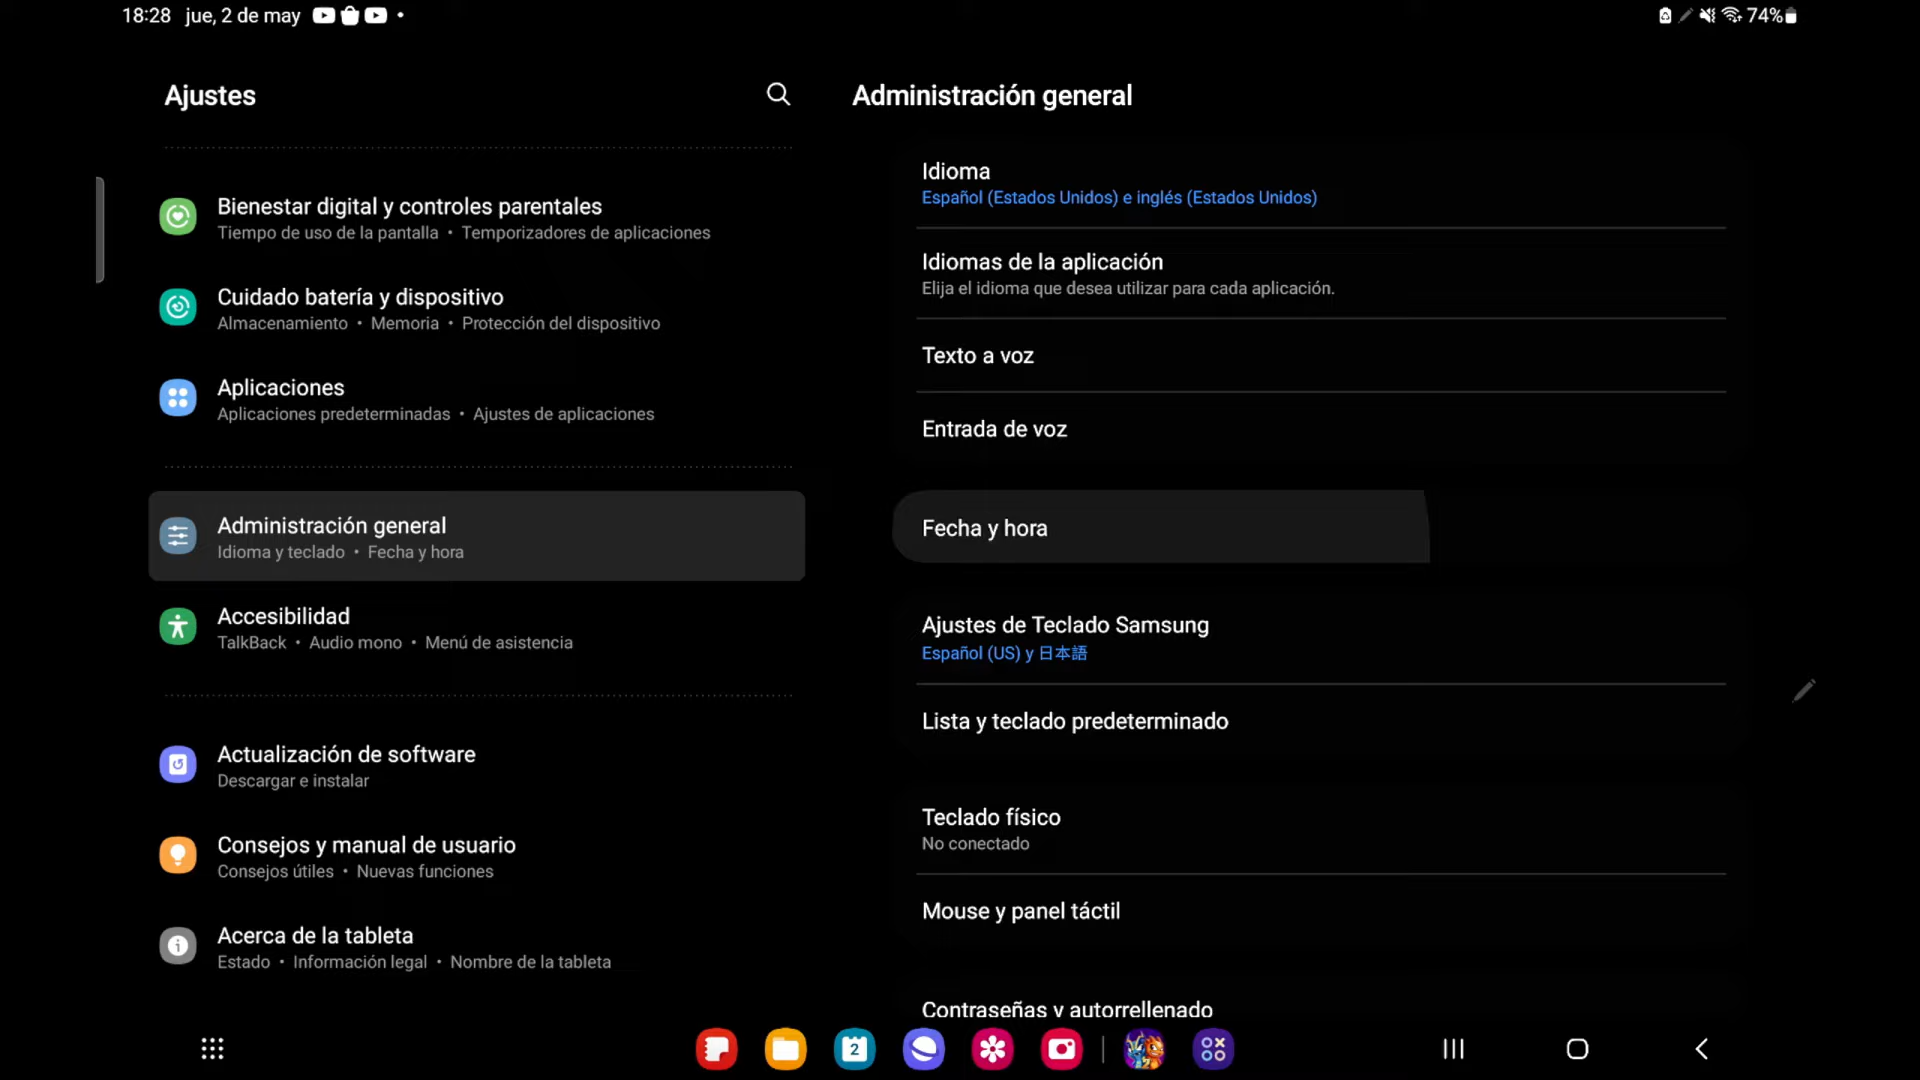 18:28 jue, 2 de may
74%
Ajustes
Bienestar digital y controles parentales
Tiempo de uso de la pantalla • Temporizadores de aplicaciones
Cuidado batería y dispositivo
Almacenamiento • Memoria • Protección del dispositivo
Aplicaciones
Aplicaciones predeterminadas • Ajustes de aplicaciones
Administración general
Idioma y teclado • Fecha y hora
Accesibilidad
TalkBack • Audio mono • Menú de asistencia
Actualización de software
Descargar e instalar
Consejos y manual de usuario
Consejos útiles • Nuevas funciones
Acerca de la tableta
Estado • Información legal • Nombre de la tableta
Administración general
Idioma
Español (Estados Unidos) e inglés (Estados Unidos)
Idiomas de la aplicación
Elija el idioma que desea utilizar para cada aplicación.
Texto a voz
Entrada de voz
Fecha y hora
Ajustes de Teclado Samsung
Español (US) y 日本語
Lista y teclado predeterminado
Teclado físico
No conectado
Mouse y panel táctil
Contraseñas y autorrellenado
2